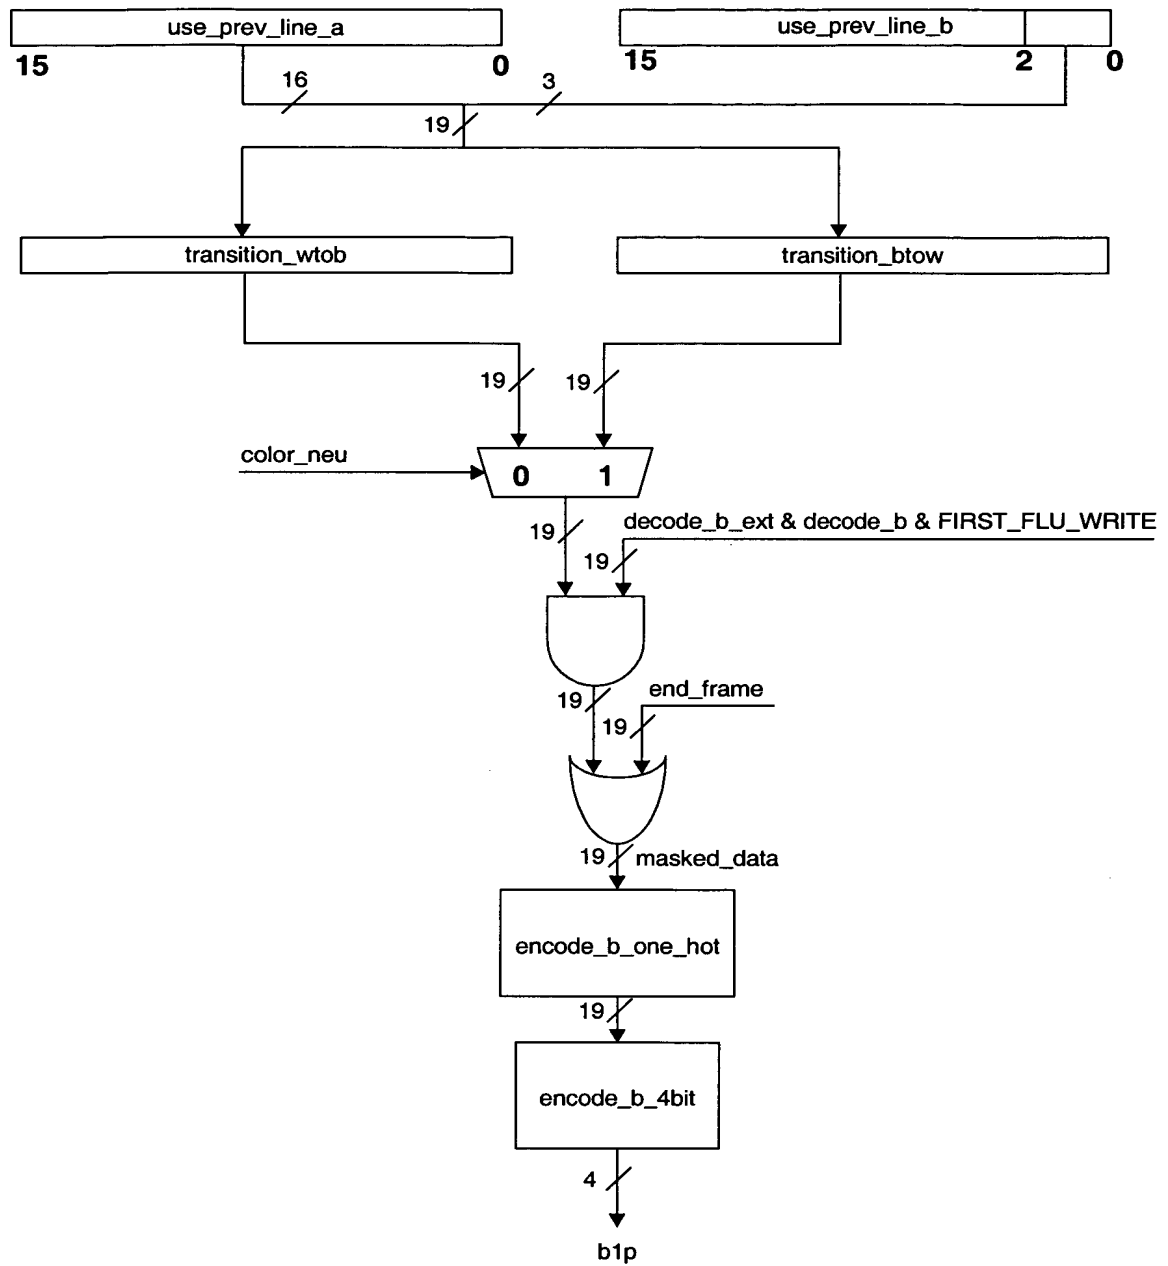 use_prev_line_a
use_prev_line_b
15
0
15
2
0
16
3
19
transition_wtob
transition_btow
19
19
color_neu
0
1
19
decode_b_ext & decode_b & FIRST_FLU_WRITE
19
19
end_frame
19
19
masked_data
encode_b_one_hot
19
encode_b_4bit
4
b1p